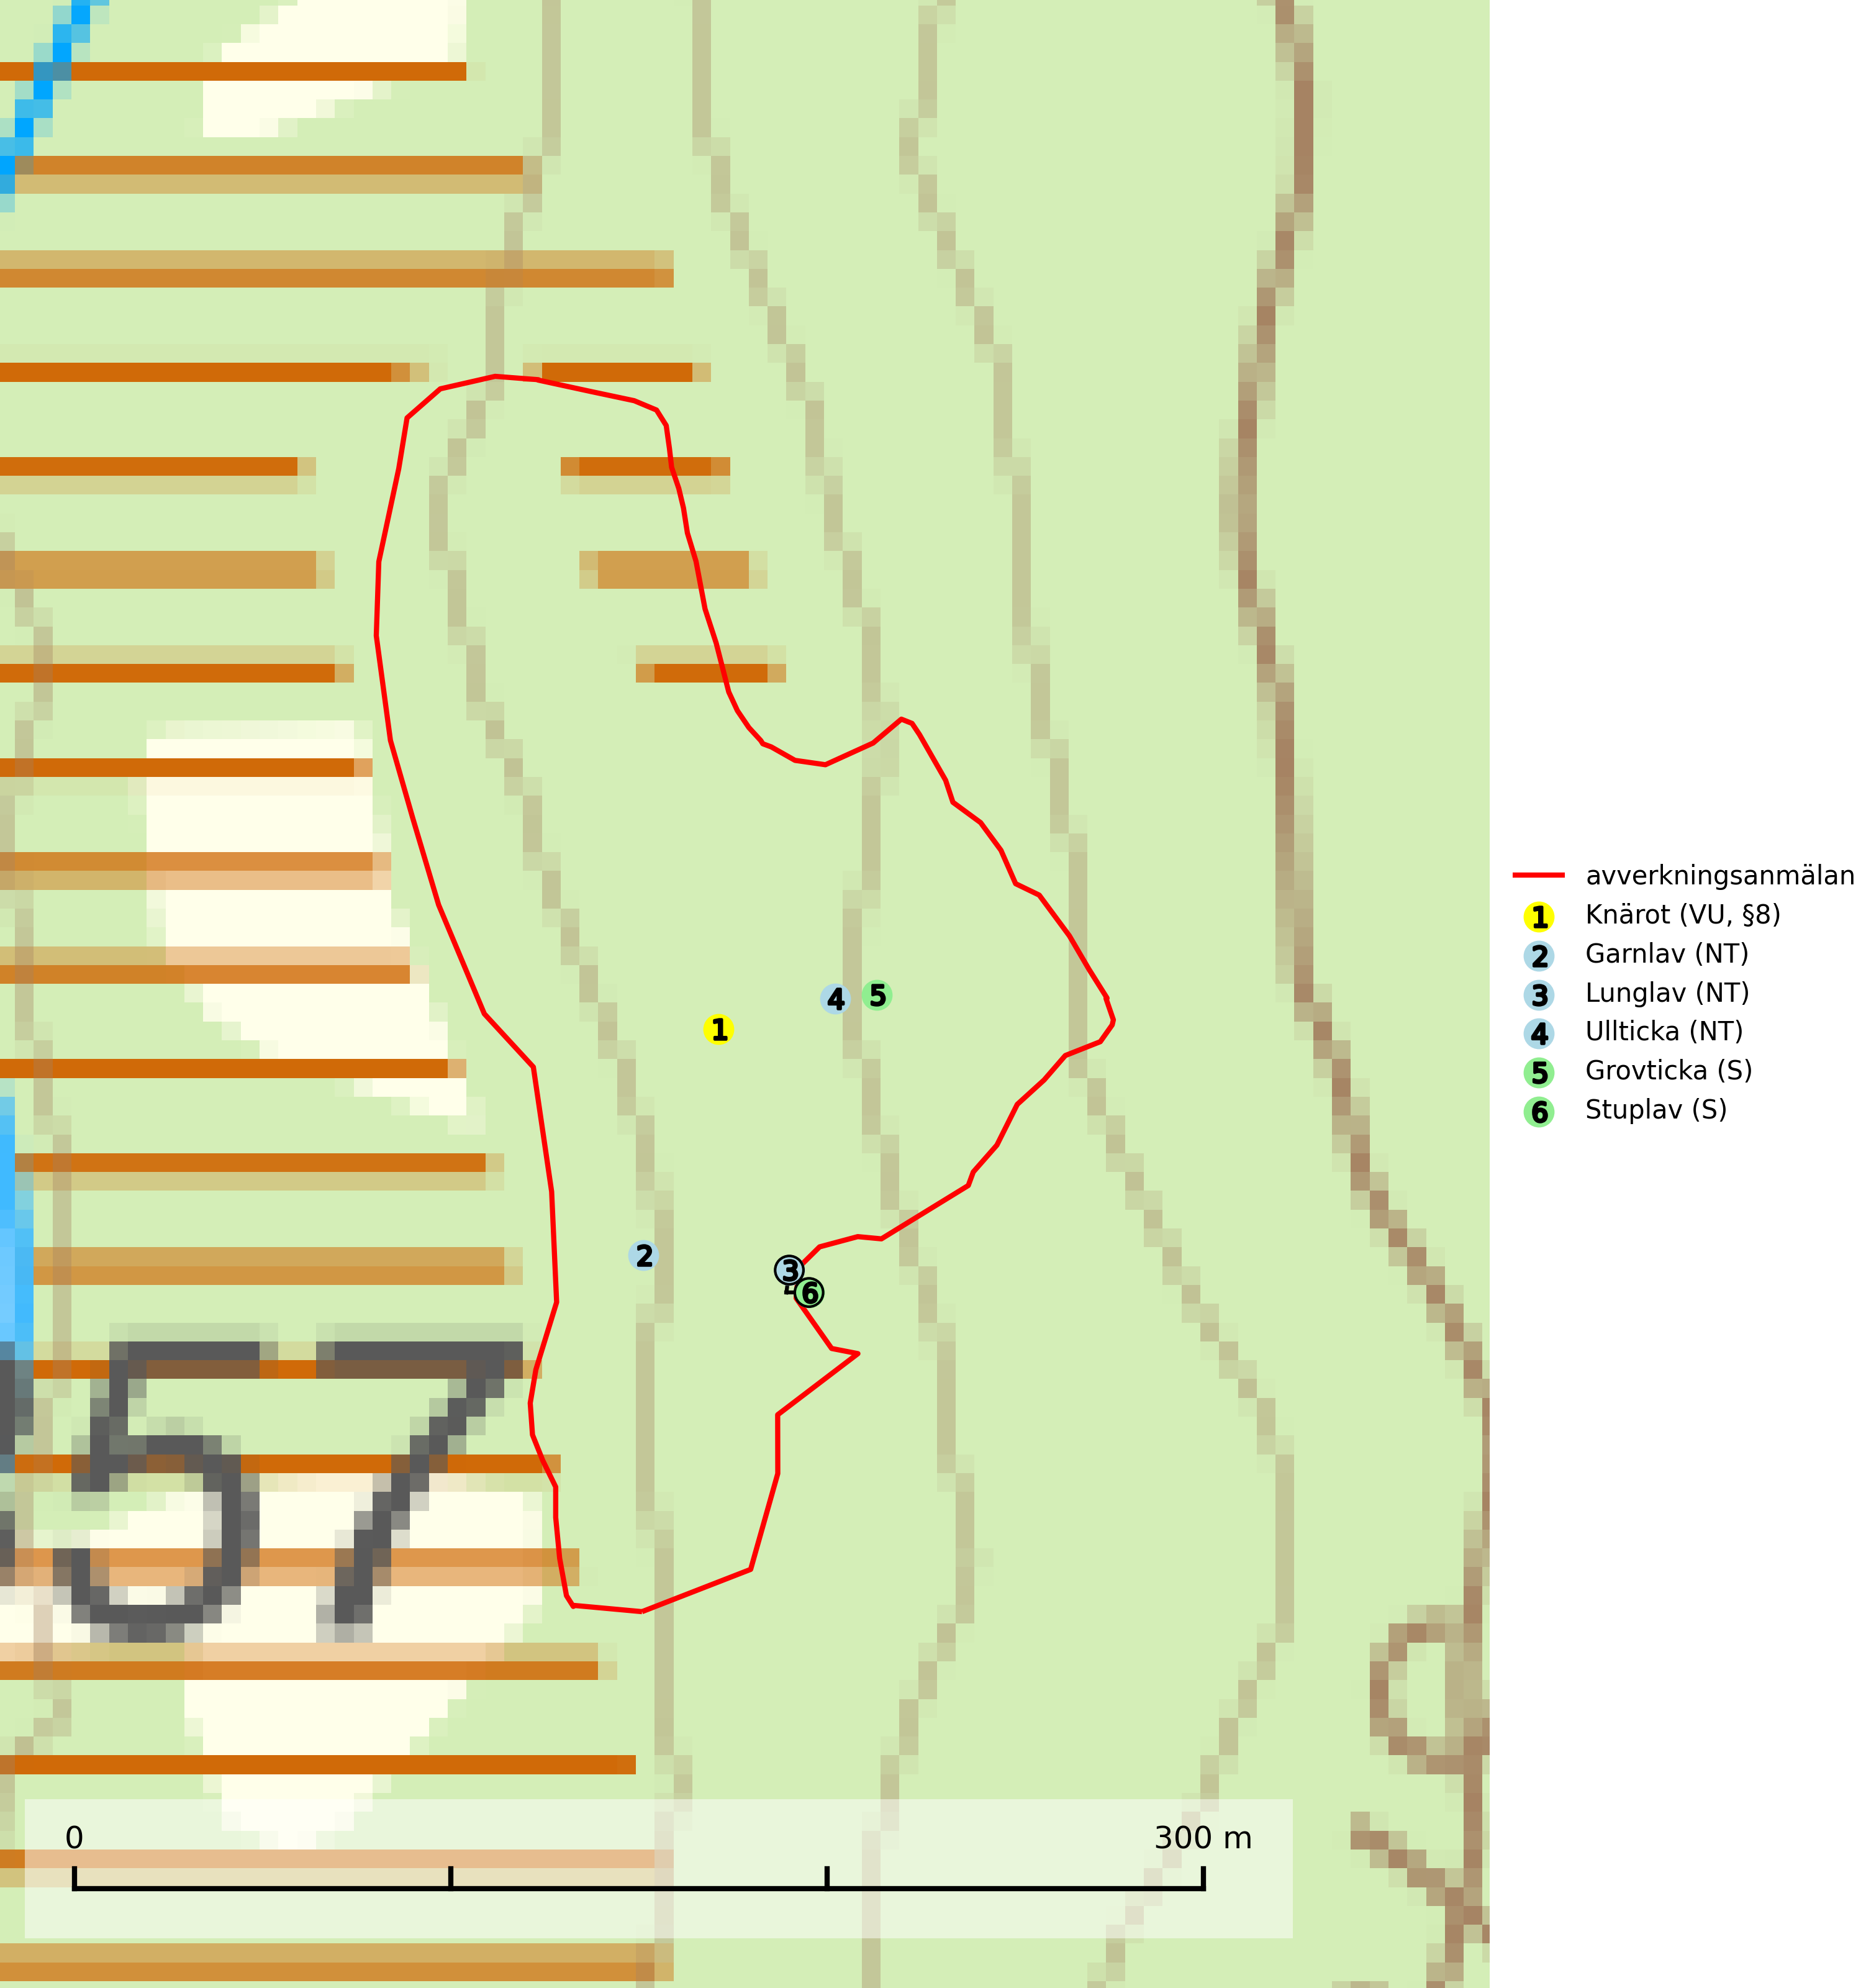 avverkningsanmälan
1 Knärot (VU, §8)
2 Garnlav (NT)
3 Lunglav (NT)
4 Ullticka (NT)
5 Grovticka (S)
6 Stuplav (S)
4 5
1
2
3
6
57
0 300 m